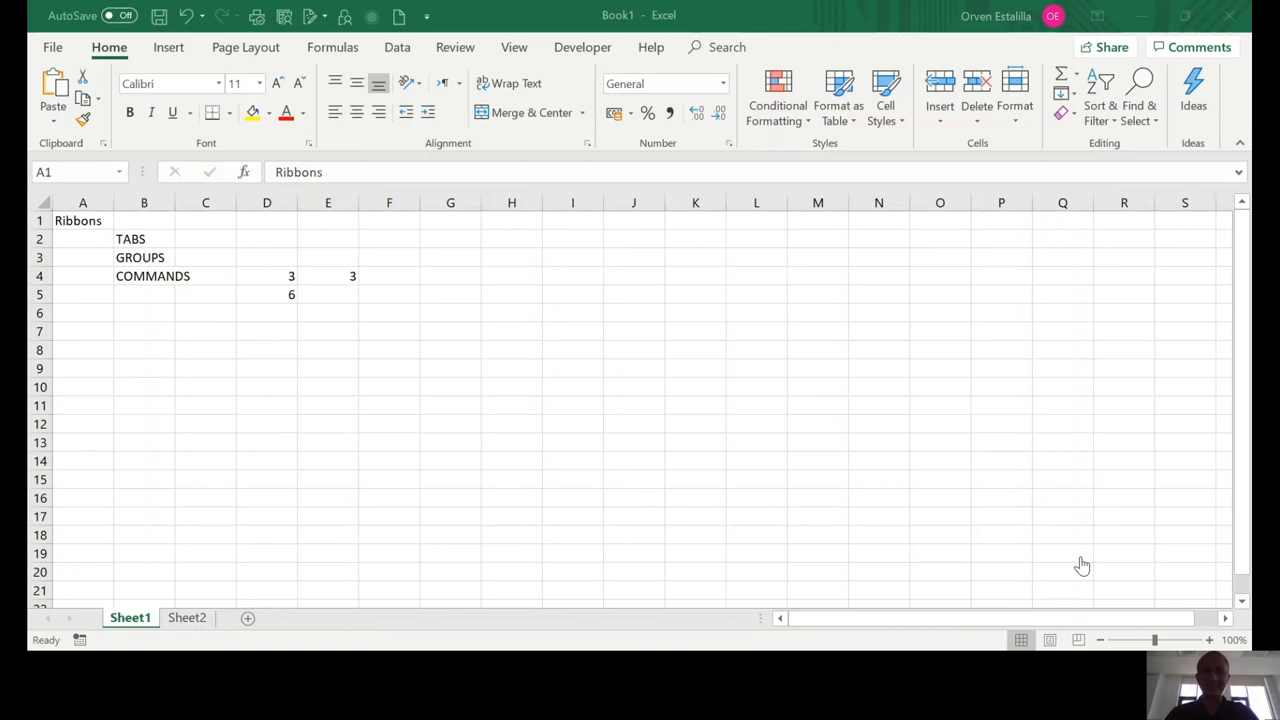 AutoSave Off Book1 - Excel Orven Estalilla OE
File Home Insert Page Layout Formulas Data Review View Developer Help Search Share Comments
Paste Calibri 11 Wrap Text General Conditional Formatting Format as Table Cell Styles Insert Delete Format Sort & Filter Find & Select Ideas
B I U Merge & Center % ,
Clipboard Font Alignment Number Styles Cells Editing Ideas
A1 fx Ribbons
A B C D E F G H I J K L M N O P Q R S
1 Ribbons
2 TABS
3 GROUPS
4 COMMANDS 3 3
5 6
6
7
8
9
10
11
12
13
14
15
16
17
18
19
20
21
Sheet1 Sheet2
Ready 100%